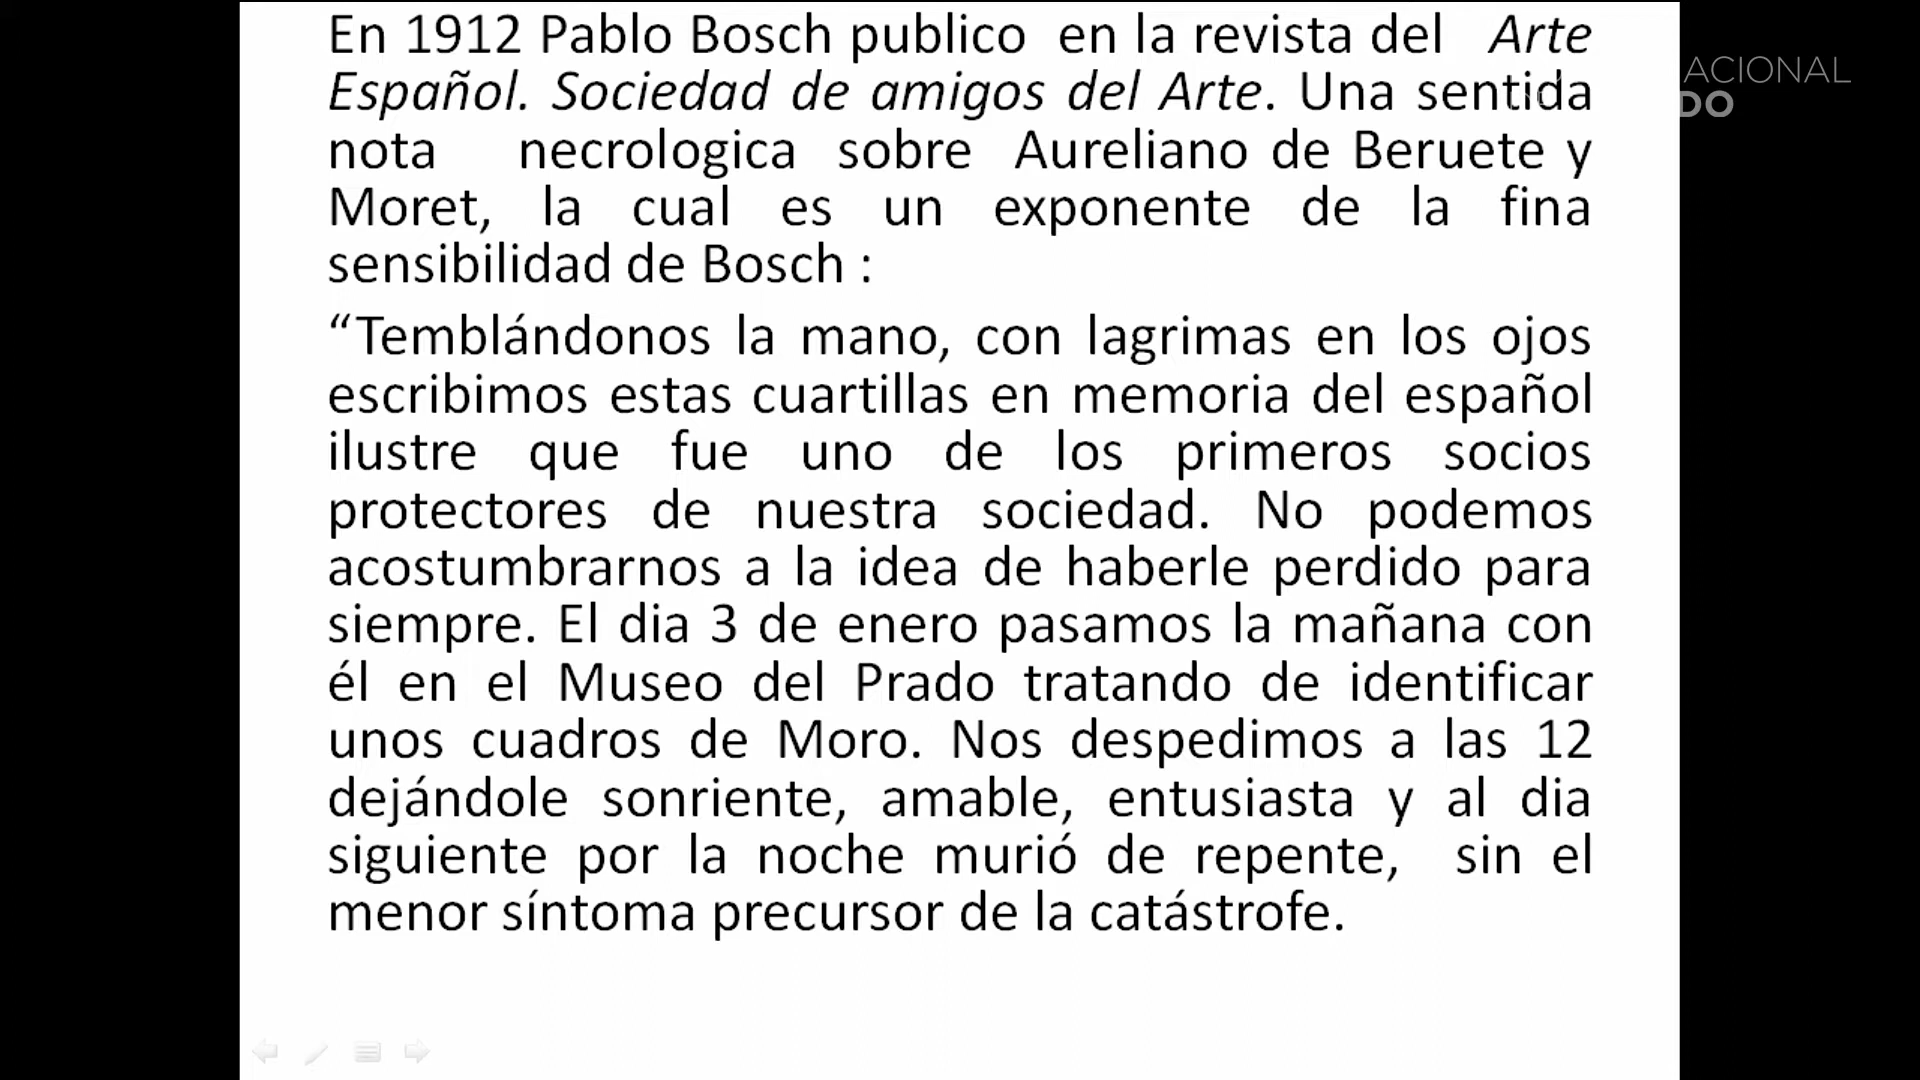 En 1912 Pablo Bosch publico en la revista del Arte
Español. Sociedad de amigos del Arte. Una sentida
nota necrologica sobre Aureliano de Beruete y
Moret, la cual es un exponente de la fina
sensibilidad de Bosch :
“Temblándonos la mano, con lagrimas en los ojos
escribimos estas cuartillas en memoria del español
ilustre que fue uno de los primeros socios
protectores de nuestra sociedad. No podemos
acostumbrarnos a la idea de haberle perdido para
siempre. El dia 3 de enero pasamos la mañana con
él en el Museo del Prado tratando de identificar
unos cuadros de Moro. Nos despedimos a las 12
dejándole sonriente, amable, entusiasta y al dia
siguiente por la noche murió de repente, sin el
menor síntoma precursor de la catástrofe.
ACIONAL
DO